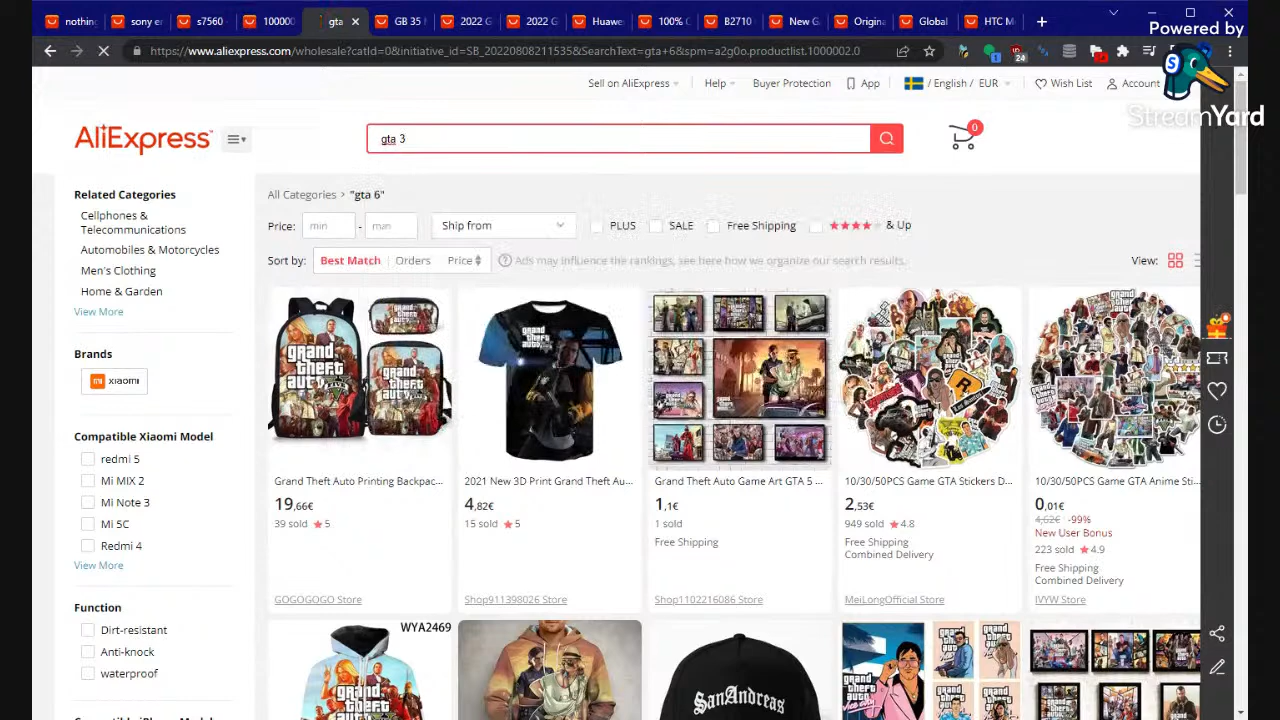 nothin
sony e
s7560
100000
gta
GB 35
2022 G
2022 G
Huawe
100% C
B2710
New G
Origina
Global
HTC M
Powered by
https://www.aliexpress.com/wholesale?catId=0&initiative_id=SB_20220808211535&SearchText=gta+6&spm=a2g0o.productlist.1000002.0
1
24
StreamYard
Sell on AliExpress
Help
Buyer Protection
App
/ English / EUR
Wish List
Account
AliExpress
gta 3
0
Related Categories
Cellphones &
Telecommunications
Automobiles & Motorcycles
Men's Clothing
Home & Garden
View More
Brands
mi xiaomi
Compatible Xiaomi Model
redmi 5
Mi MIX 2
Mi Note 3
Mi 5C
Redmi 4
View More
Function
Dirt-resistant
Anti-knock
waterproof
All Categories > "gta 6"
Price: min - max
Ship from
PLUS
SALE
Free Shipping
& Up
Sort by: Best Match Orders Price
Ads may influence the rankings, see here how we organize our search results.
View:
grand theft auto
Grand Theft Auto Printing Backpac...
19,66€
39 sold ★ 5
GOGOGOGO Store
2021 New 3D Print Grand Theft Au...
4,82€
15 sold ★ 5
Shop911398026 Store
Grand Theft Auto Game Art GTA 5 ...
1,1€
1 sold
Free Shipping
Shop1102216086 Store
10/30/50PCS Game GTA Stickers D...
2,53€
949 sold ★ 4.8
Free Shipping
Combined Delivery
MeiLongOfficial Store
10/30/50PCS Game GTA Anime Sti...
0,01€
4,62€ -99%
New User Bonus
223 sold ★ 4.9
Free Shipping
Combined Delivery
IVYW Store
WYA2469
SanAndreas